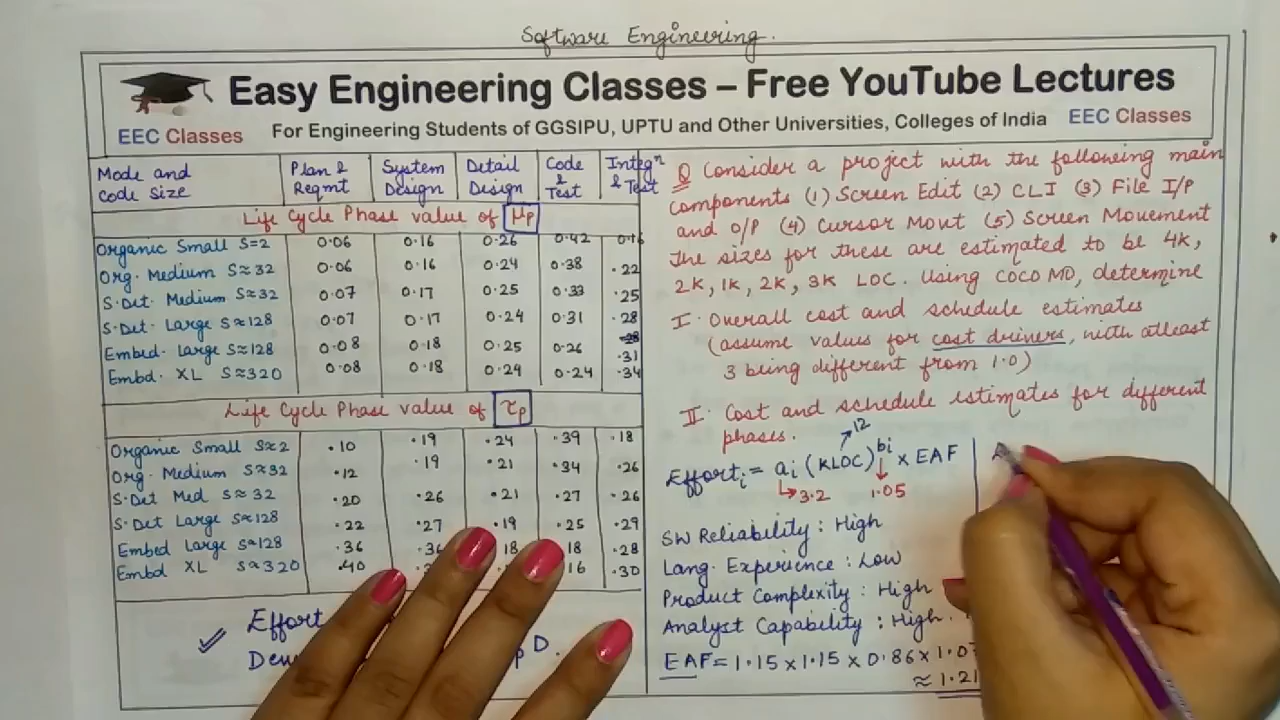 Software Engineering.
Easy Engineering Classes – Free YouTube Lectures
EEC Classes For Engineering Students of GGSIPU, UPTU and Other Universities, Colleges of India EEC Classes
Mode and code size Plan & Reqmt System Design Detail Design Code & Test Integrⁿ & Test
Life Cycle Phase value of μp
Organic Small S≈2 0.06 0.16 0.26 0.42 0.16
Org. Medium S≈32 0.06 0.16 0.24 0.38 .22
S.Det. Medium S≈32 0.07 0.17 0.25 0.33 .25
S.Det. Large S≈128 0.07 0.17 0.24 0.31 .28
Embed. Large S≈128 0.08 0.18 0.25 0.26 .31
Embd. XL S≈320 0.08 0.18 0.24 0.24 .34
Life Cycle Phase value of τp
Organic Small S≈2 .10 .19 .24 .39 .18
Org. Medium S≈32 .12 .19 .21 .34 .26
S.Det Med S≈32 .20 .26 .21 .27 .26
S.Det Large S≈128 .22 .27 .19 .25 .29
Embed Large S≈128 .36 .36 18 18 .28
Embd XL S≈320 .40 16 .30
Effort
D.
Q Consider a project with the following main
components (1) Screen Edit (2) CLI (3) File I/P
and O/P (4) Cursor Movt (5) Screen Movement
The sizes for these are estimated to be 4k,
2k, 1k, 2k, 3k LOC. Using COCOMO, determine
I. Overall cost and schedule estimates
(assume values for cost drivers, with atleast
3 being different from 1.0)
II. Cost and schedule estimates for different
phases.
12
Efforti = ai (KLOC)^bi × EAF
3.2 1.05
SW Reliability : High
Lang. Experience : Low
Product Complexity : High
Analyst Capability : High.
EAF = 1.15 × 1.15 × 0.86 × 1.07
≈ 1.21